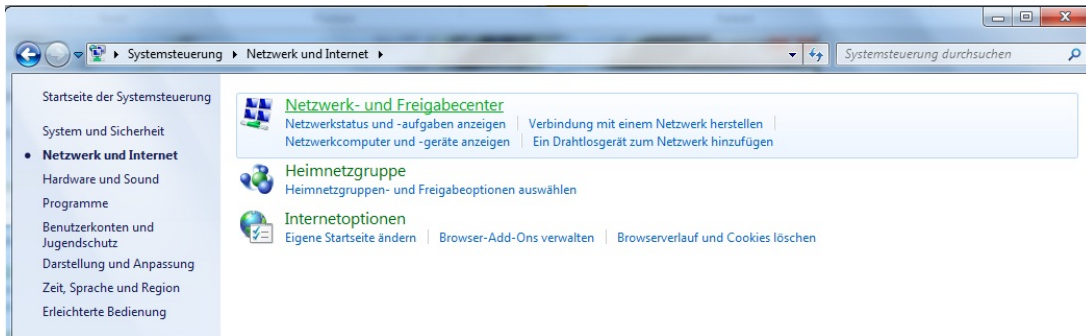 Systemsteuerung ▸ Netzwerk und Internet ▸
Systemsteuerung durchsuchen
Startseite der Systemsteuerung
System und Sicherheit
• Netzwerk und Internet
Hardware und Sound
Programme
Benutzerkonten und
Jugendschutz
Darstellung und Anpassung
Zeit, Sprache und Region
Erleichterte Bedienung
Netzwerk- und Freigabecenter
Netzwerkstatus und -aufgaben anzeigen | Verbindung mit einem Netzwerk herstellen |
Netzwerkcomputer und -geräte anzeigen | Ein Drahtlosgerät zum Netzwerk hinzufügen
Heimnetzgruppe
Heimnetzgruppen- und Freigabeoptionen auswählen
Internetoptionen
Eigene Startseite ändern | Browser-Add-Ons verwalten | Browserverlauf und Cookies löschen